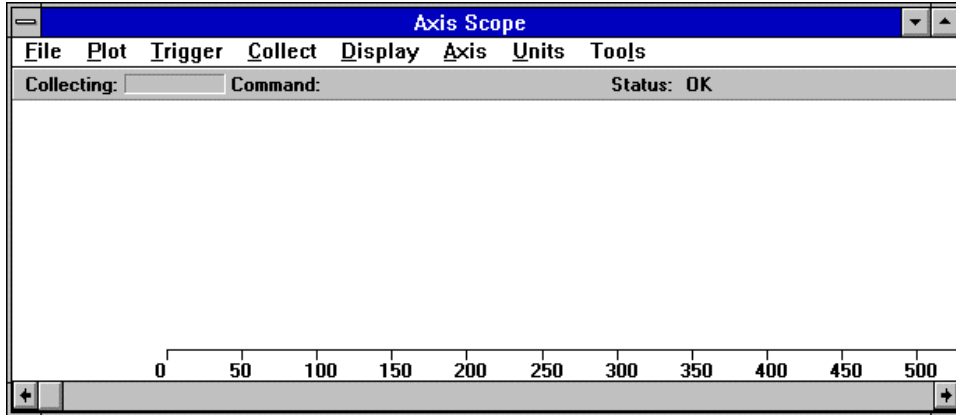 Axis Scope
File Plot Trigger Collect Display Axis Units Tools
Collecting: Command: Status: OK
0 50 100 150 200 250 300 350 400 450 500